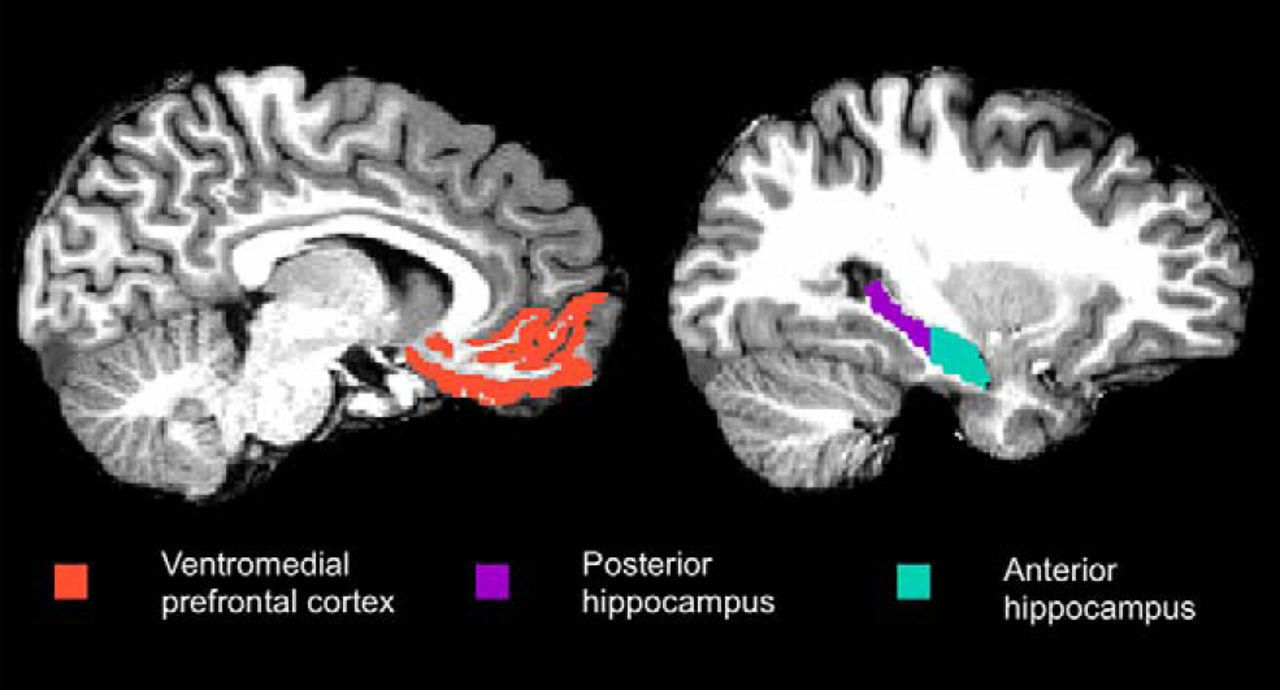 Ventromedial
prefrontal cortex
Posterior
hippocampus
Anterior
hippocampus